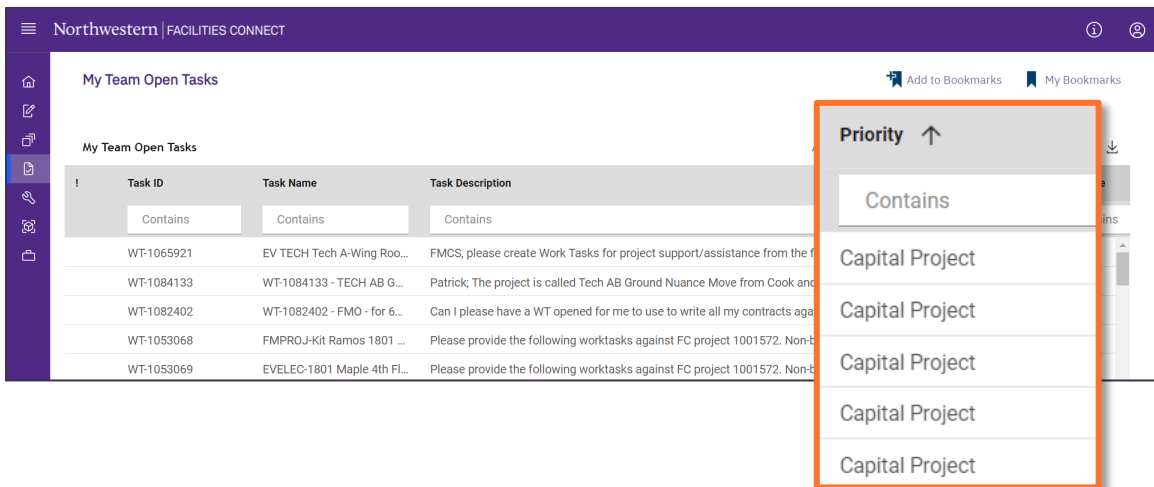 Northwestern | FACILITIES CONNECT
My Team Open Tasks
Add to Bookmarks My Bookmarks
My Team Open Tasks
! Task ID Task Name Task Description Priority
Contains Contains Contains Contains
WT-1065921 EV TECH Tech A-Wing Roo... FMCS, please create Work Tasks for project support/assistance from the Capital Project
WT-1084133 WT-1084133 - TECH AB G... Patrick; The project is called Tech AB Ground Nuance Move from Cook and Capital Project
WT-1082402 WT-1082402 - FMO - for 6... Can I please have a WT opened for me to use to write all my contracts Capital Project
WT-1053068 FMPROJ-Kit Ramos 1801 ... Please provide the following worktasks against FC project 1001572. Capital Project
WT-1053069 EVELEC-1801 Maple 4th Fl... Please provide the following worktasks against FC project 1001572. Capital Project